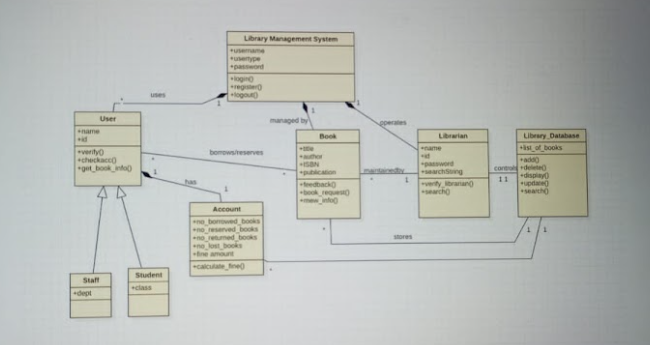 Library Management System
+username
+usertype
+password
+login()
+register()
+logout()
uses
*
1
1
1
managed by
operates
User
+name
+id
+verify()
+checkacc()
+get_book_info()
borrows/reserves
*
*
1
has
1
Book
+title
+author
+ISBN
+publication
+feedback()
+book_request()
+mew_info()
maintainedby
*
1
Librarian
+name
+id
+password
+searchString
+verify_librarian()
+search()
controls
1 1
Library_Database
+list_of_books
+add()
+delete()
+display()
+update()
+search()
Account
+no_borrowed_books
+no_reserved_books
+no_returned_books
+no_lost_books
+fine amount
+calculate_fine()
*
stores
1
1
*
Staff
+dept
Student
+class